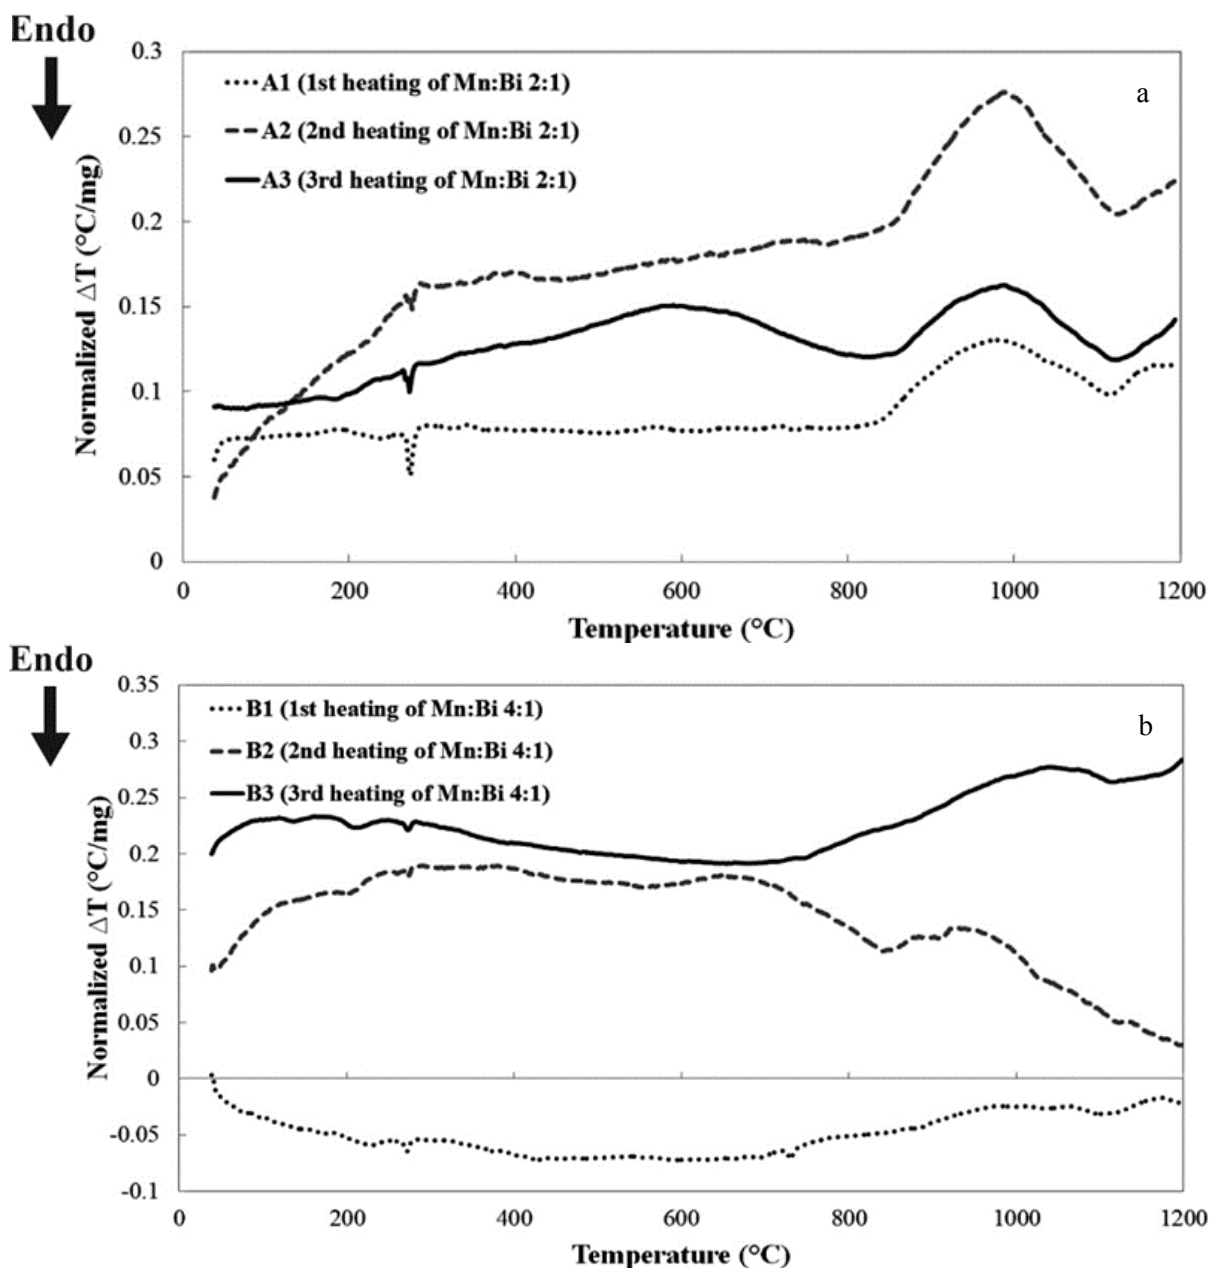 Endo
0.3
0.25
0.2
0.15
0.1
0.05
0
Normalized ΔT (°C/mg)
A1 (1st heating of Mn:Bi 2:1)
A2 (2nd heating of Mn:Bi 2:1)
A3 (3rd heating of Mn:Bi 2:1)
a
0 200 400 600 800 1000 1200
Temperature (°C)
Endo
0.35
0.3
0.25
0.2
0.15
0.1
0.05
0
-0.05
-0.1
Normalized ΔT (°C/mg)
B1 (1st heating of Mn:Bi 4:1)
B2 (2nd heating of Mn:Bi 4:1)
B3 (3rd heating of Mn:Bi 4:1)
b
0 200 400 600 800 1000 1200
Temperature (°C)